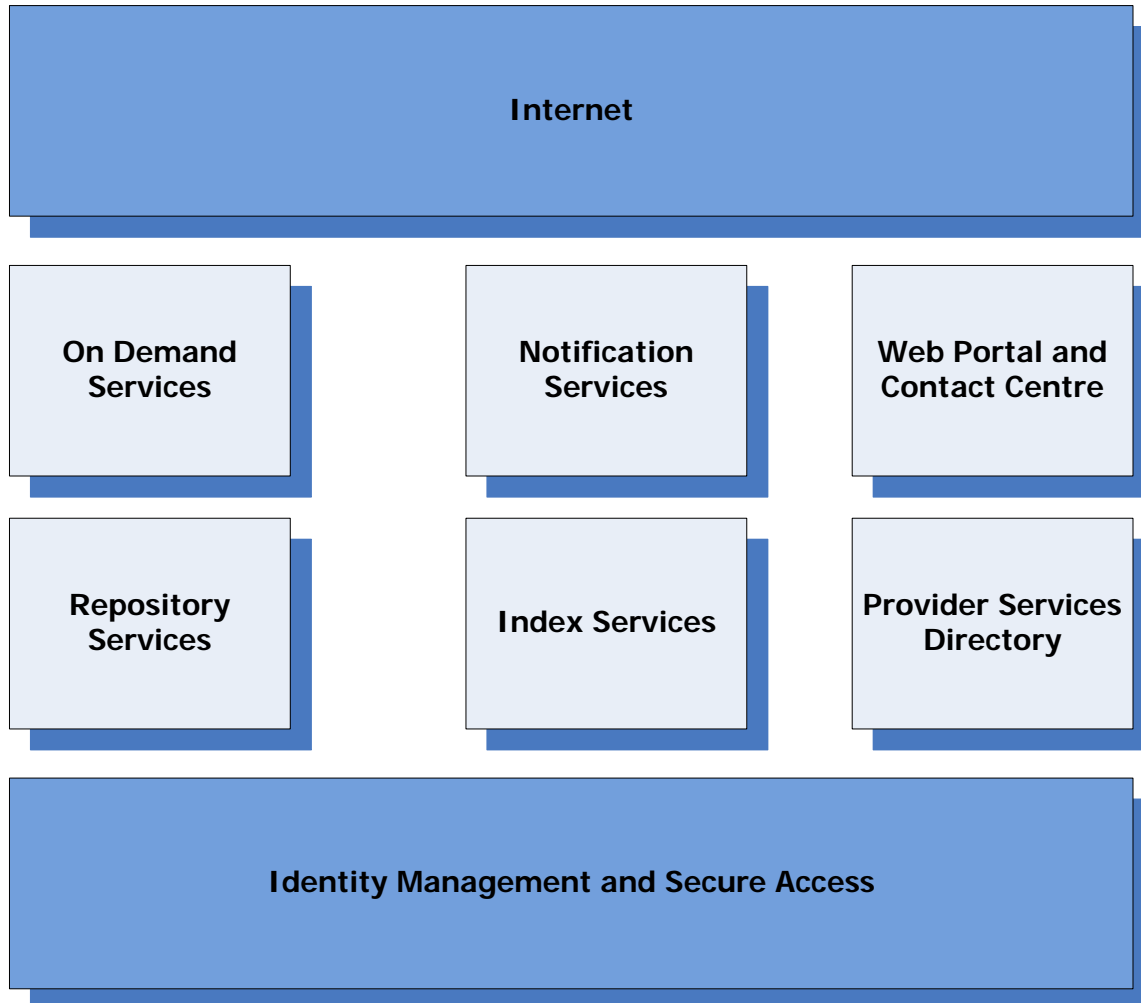 Internet
On Demand
Services
Notification
Services
Web Portal and
Contact Centre
Repository
Services
Index Services
Provider Services
Directory
Identity Management and Secure Access